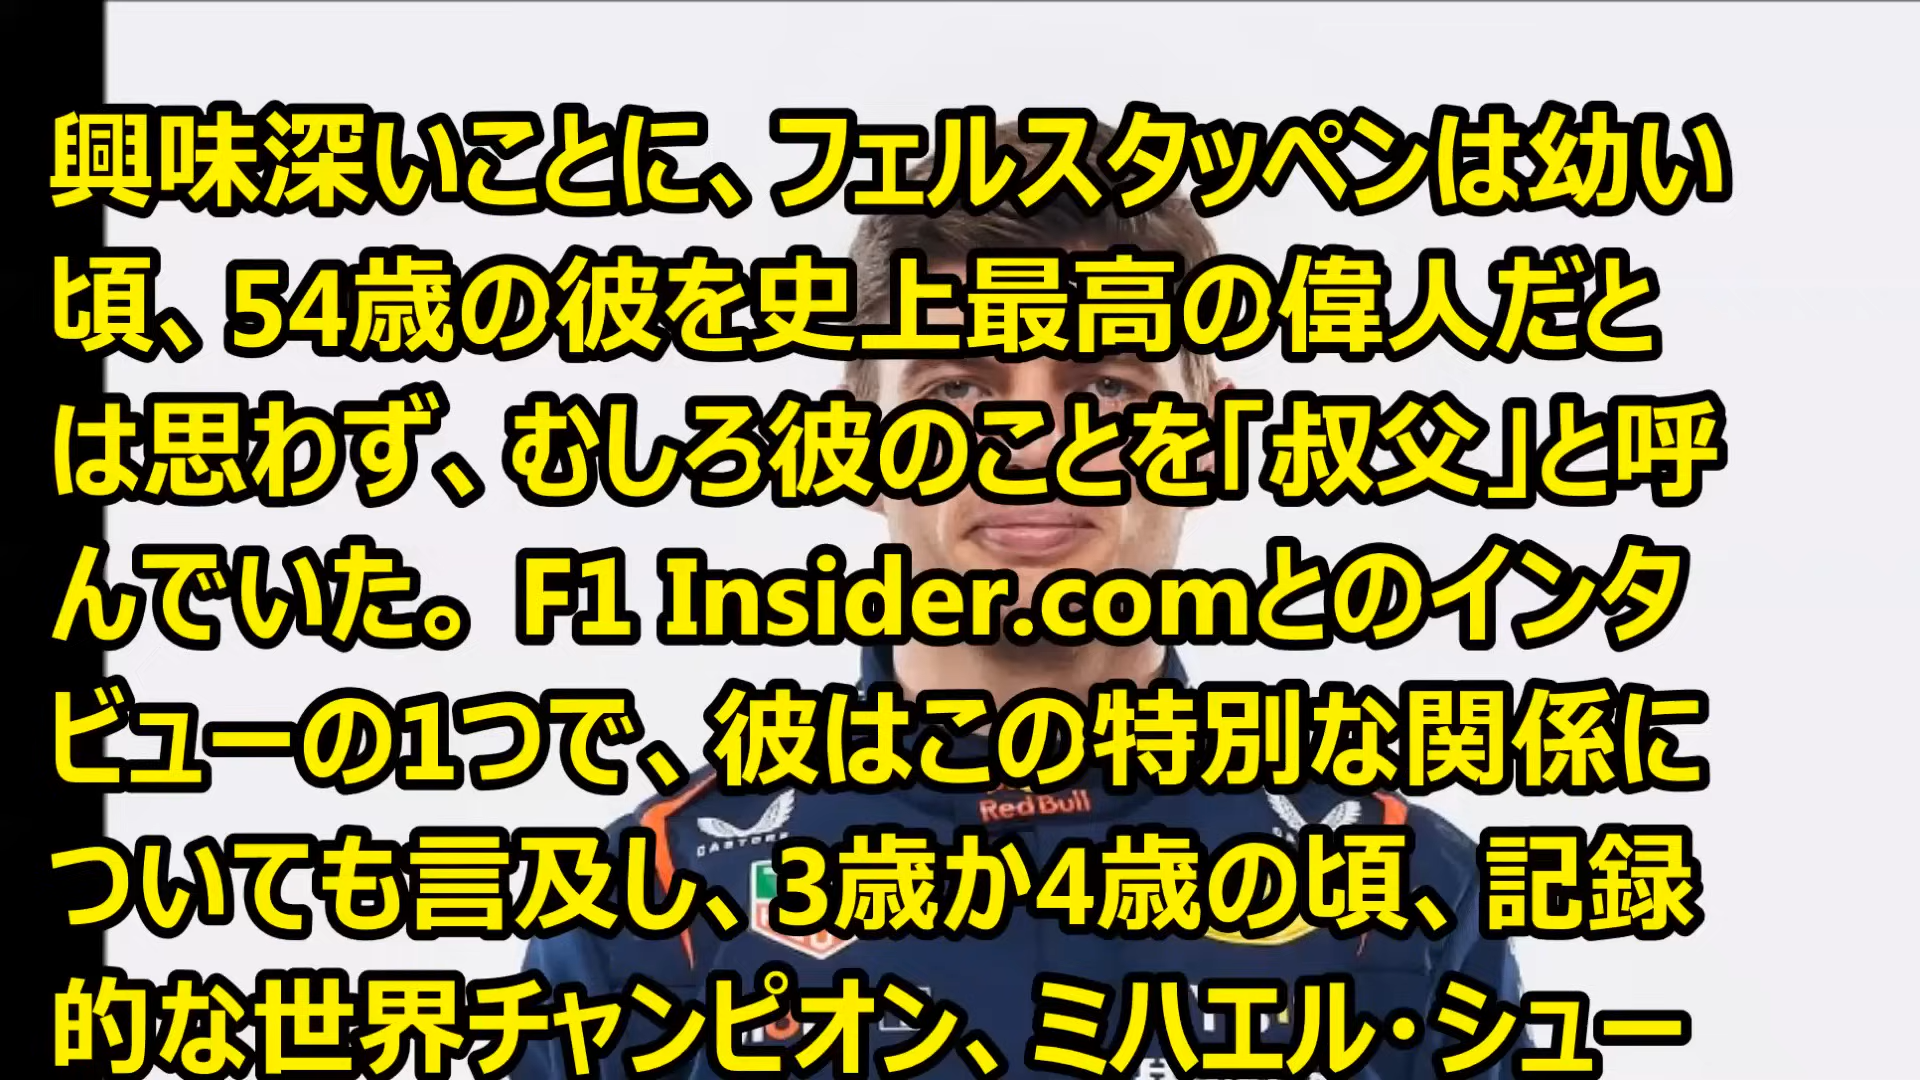 興味深いことに、フェルスタッペンは幼い
頃、54歳の彼を史上最高の偉人だと
は思わず、むしろ彼のことを「叔父」と呼
んでいた。F1 Insider.comとのインタ
ビューの1つで、彼はこの特別な関係に
ついても言及し、3歳か4歳の頃、記録
的な世界チャンピオン、ミハエル・シュー
Red Bull
CASTORE